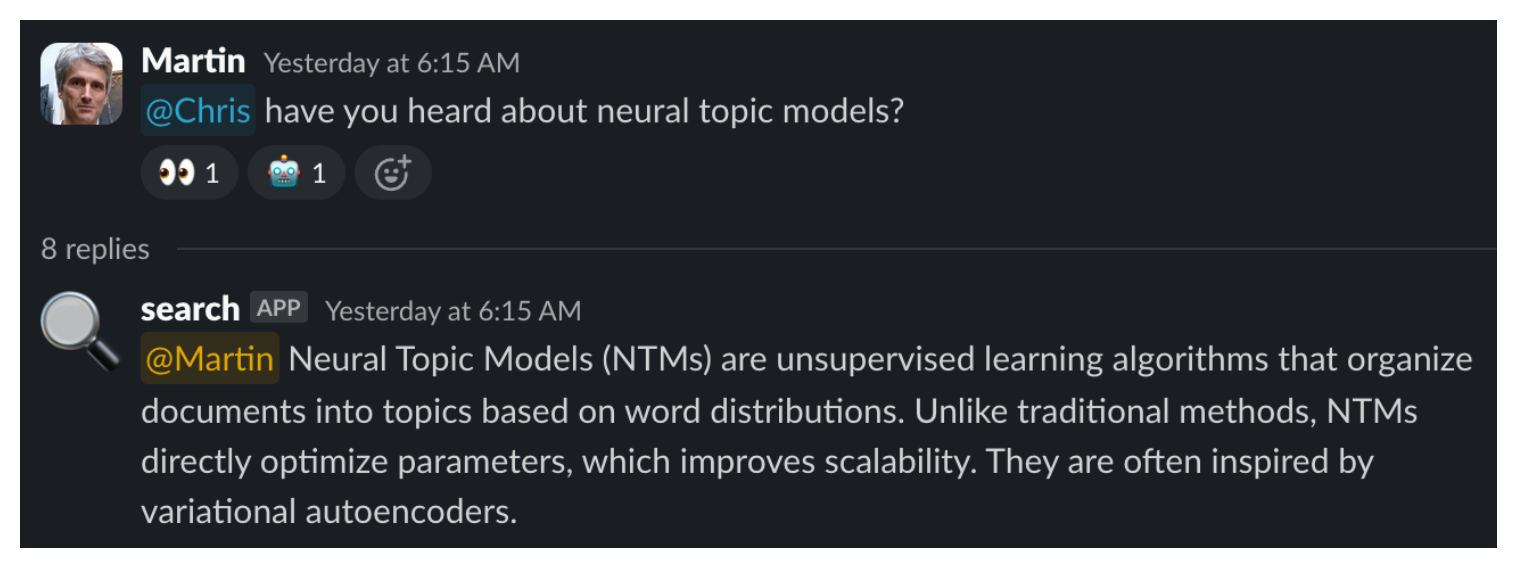 Martin Yesterday at 6:15 AM
@Chris have you heard about neural topic models?
1 1
8 replies
search APP Yesterday at 6:15 AM
@Martin Neural Topic Models (NTMs) are unsupervised learning algorithms that organize
documents into topics based on word distributions. Unlike traditional methods, NTMs
directly optimize parameters, which improves scalability. They are often inspired by
variational autoencoders.